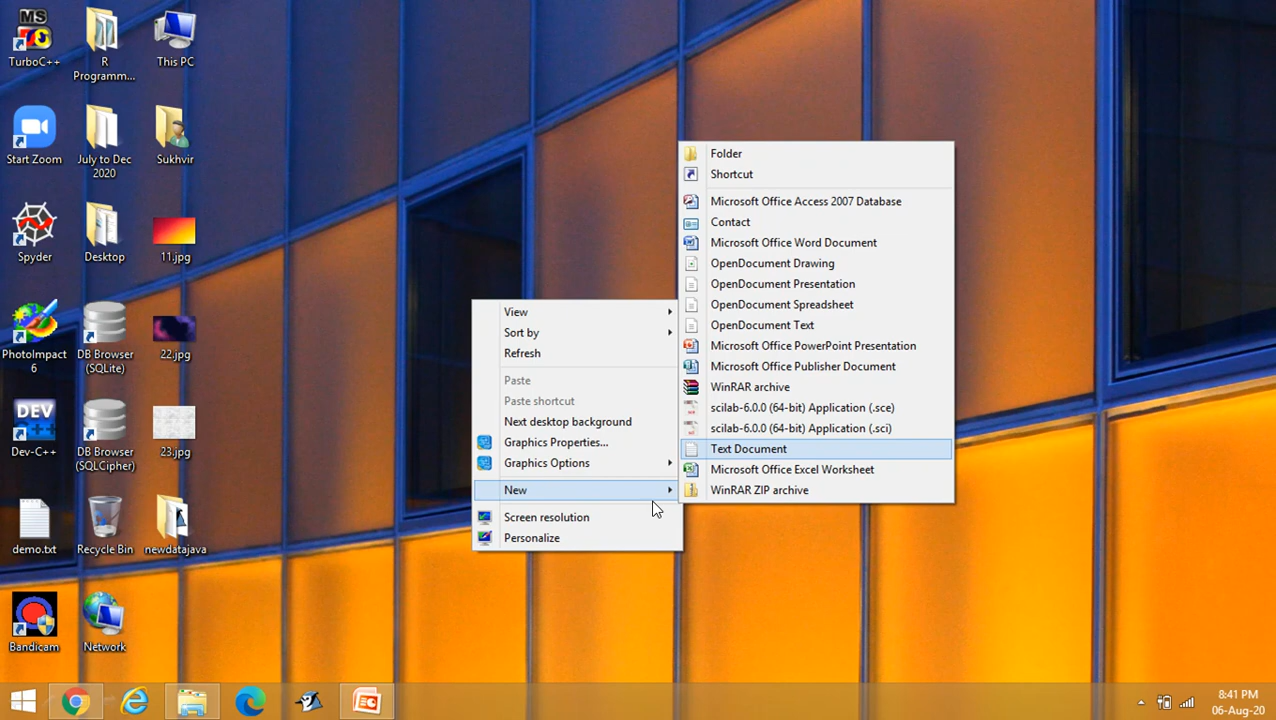 MS
TurboC++
R
Programm...
This PC
Start Zoom
July to Dec
2020
Sukhvir
Spyder
Desktop
11.jpg
PhotoImpact
6
DB Browser
(SQLite)
22.jpg
DEV
C++
Dev-C++
DB Browser
(SQLCipher)
23.jpg
demo.txt
Recycle Bin
newdatajava
Bandicam
Network
View
Sort by
Refresh
Paste
Paste shortcut
Next desktop background
Graphics Properties...
Graphics Options
New
Screen resolution
Personalize
Folder
Shortcut
Microsoft Office Access 2007 Database
Contact
Microsoft Office Word Document
OpenDocument Drawing
OpenDocument Presentation
OpenDocument Spreadsheet
OpenDocument Text
Microsoft Office PowerPoint Presentation
Microsoft Office Publisher Document
WinRAR archive
scilab-6.0.0 (64-bit) Application (.sce)
scilab-6.0.0 (64-bit) Application (.sci)
Text Document
Microsoft Office Excel Worksheet
WinRAR ZIP archive
8:41 PM
06-Aug-20